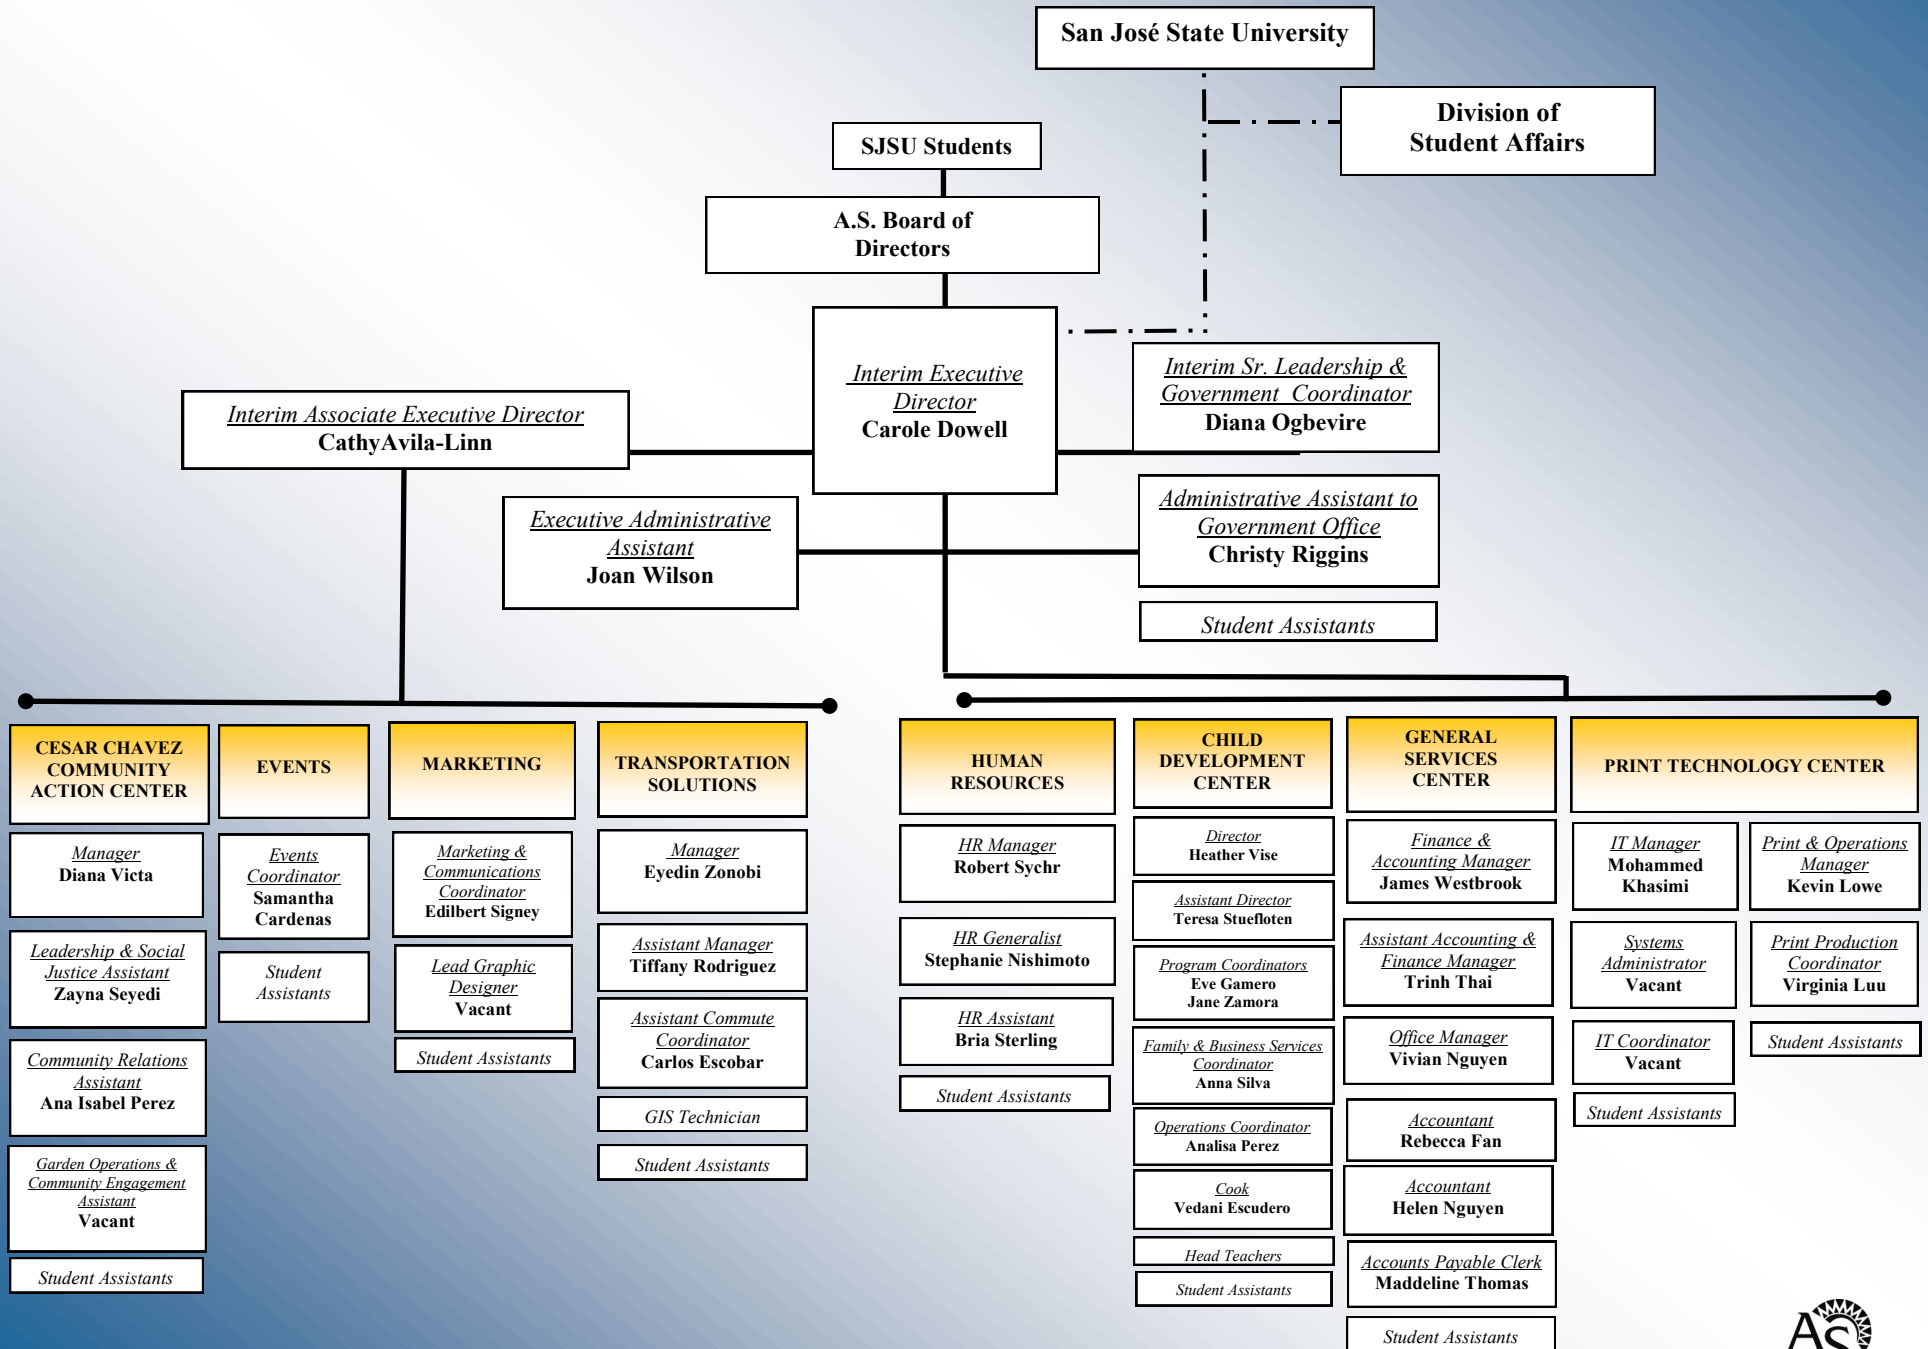 San José State University
Division of
Student Affairs
SJSU Students
A.S. Board of
Directors
Interim Executive
Director
Carole Dowell
Interim Sr. Leadership &
Government Coordinator
Diana Ogbevire
Interim Associate Executive Director
CathyAvila-Linn
Executive Administrative
Assistant
Joan Wilson
Administrative Assistant to
Government Office
Christy Riggins
Student Assistants
CESAR CHAVEZ
COMMUNITY
ACTION CENTER
Manager
Diana Victa
Leadership & Social
Justice Assistant
Zayna Seyedi
Community Relations
Assistant
Ana Isabel Perez
Garden Operations &
Community Engagement
Assistant
Vacant
Student Assistants
EVENTS
Events
Coordinator
Samantha
Cardenas
Student
Assistants
MARKETING
Marketing &
Communications
Coordinator
Edilbert Signey
Lead Graphic
Designer
Vacant
Student Assistants
TRANSPORTATION
SOLUTIONS
Manager
Eyedin Zonobi
Assistant Manager
Tiffany Rodriguez
Assistant Commute
Coordinator
Carlos Escobar
GIS Technician
Student Assistants
HUMAN
RESOURCES
HR Manager
Robert Sychr
HR Generalist
Stephanie Nishimoto
HR Assistant
Bria Sterling
Student Assistants
CHILD
DEVELOPMENT
CENTER
Director
Heather Vise
Assistant Director
Teresa Stuefloten
Program Coordinators
Eve Gamero
Jane Zamora
Family & Business Services
Coordinator
Anna Silva
Operations Coordinator
Analisa Perez
Cook
Vedani Escudero
Head Teachers
Student Assistants
GENERAL
SERVICES
CENTER
Finance &
Accounting Manager
James Westbrook
Assistant Accounting &
Finance Manager
Trinh Thai
Office Manager
Vivian Nguyen
Accountant
Rebecca Fan
Accountant
Helen Nguyen
Accounts Payable Clerk
Maddeline Thomas
Student Assistants
PRINT TECHNOLOGY CENTER
IT Manager
Mohammed
Khasimi
Systems
Administrator
Vacant
IT Coordinator
Vacant
Student Assistants
Print & Operations
Manager
Kevin Lowe
Print Production
Coordinator
Virginia Luu
Student Assistants
AS